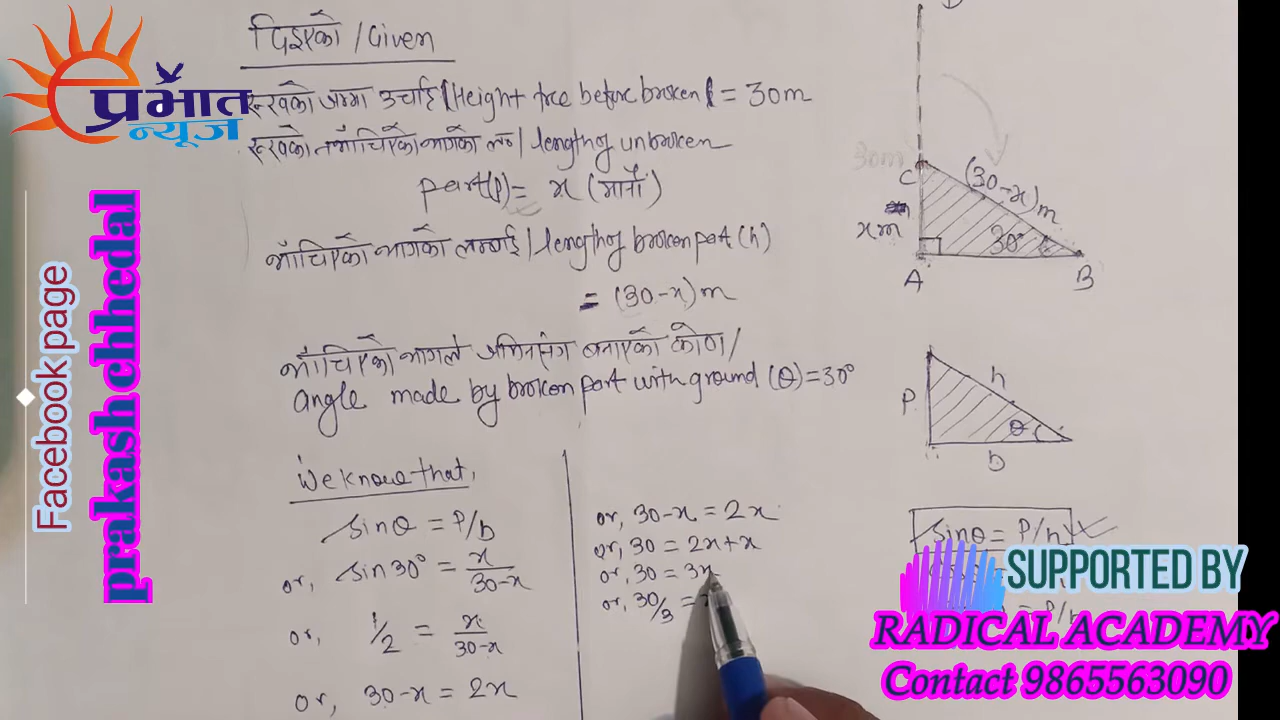 प्रभात
न्यूज
Facebook page
prakash chhedal
दिइएको / Given
रूखको जम्मा उचाई / Height tree before broken = 30m
रूखको नभाँचिएको भागको लम्बाई / length of unbroken
part(p) = x (मानौं)
भाँचिएको भागको लम्बाई / length of broken part (h)
= (30-x)m
भाँचिएको भागले जमिनसंग बनाएको कोण /
angle made by broken part with ground (θ) = 30°
We know that,
sinθ = P/h
or, sin30° = x/30-x
or, 1/2 = x/30-x
or, 30-x = 2x
or, 30-x = 2x
or, 30 = 2x+x
or, 30 = 3x
or, 30/3 =
D
30m
C
(30-x)m
xm
30°
A
B
P
h
θ
b
sinθ = P/h
SUPPORTED BY
RADICAL ACADEMY
Contact 9865563090